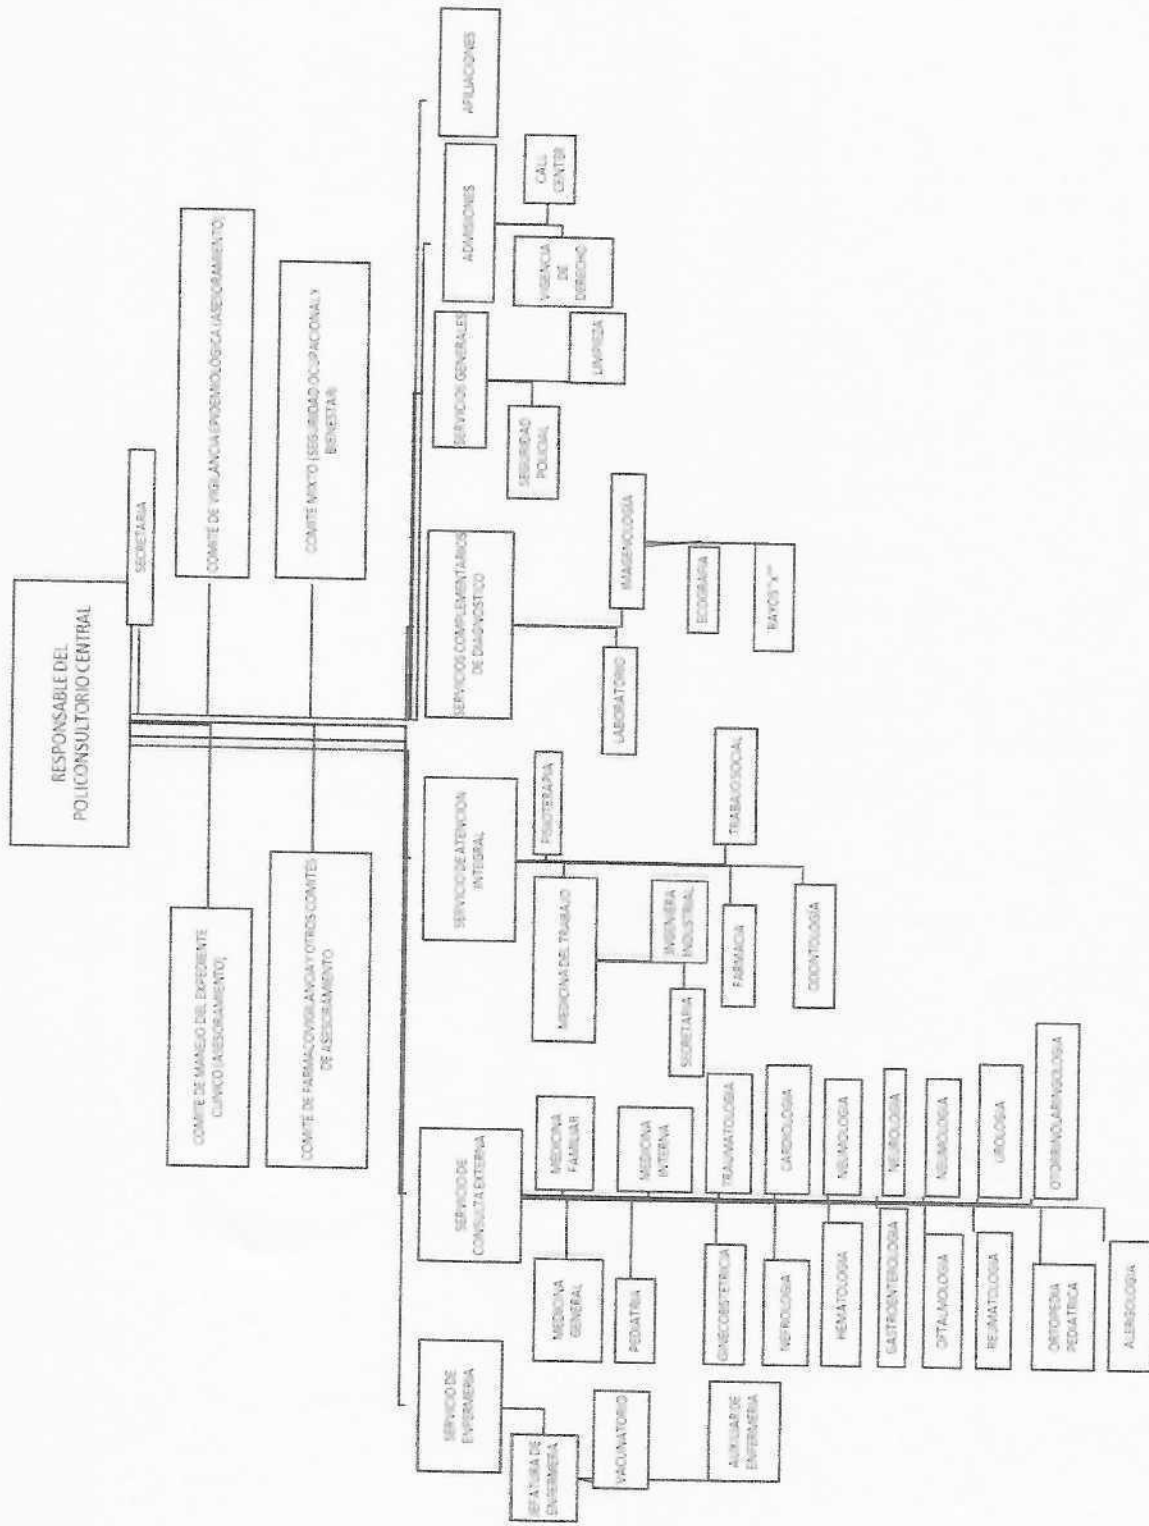 RESPONSABLE DEL
POLICONSULTORIO CENTRAL
SECRETARIA
COMITE DE MANEJO DEL EXPEDIENTE
CLINICO (ASESORAMIENTO)
COMITE DE VIGILANCIA EPIDEMIOLOGICA (ASESORAMIENTO)
COMITE DE FARMACOVIGILANCIA Y OTROS COMITES
DE ASESORAMIENTO
COMITE MIXTO (SEGURIDAD OCUPACIONAL Y
BIENESTAR)
SERVICIO DE
ENFERMERIA
SERVICIO DE
CONSULTA EXTERNA
SERVICIO DE ATENCION
INTEGRAL
SERVICIOS COMPLEMENTARIOS
DE DIAGNOSTICO
SERVICIOS GENERALES
ADMISIONES
AFILIACIONES
JEFATURA DE
ENFERMERA
VACUNATORIO
AUXILIAR DE
ENFERMERIA
MEDICINA
GENERAL
MEDICINA
FAMILIAR
PEDIATRIA
MEDICINA
INTERNA
GINECOBSTETRICIA
TRAUMATOLOGIA
NEFROLOGIA
CARDIOLOGIA
HEMATOLOGIA
NEUMOLOGIA
GASTROENTEROLOGIA
NEUROLOGIA
OFTALMOLOGIA
NEUMOLOGIA
REUMATOLOGIA
UROLOGIA
ORTOPEDIA
PEDIATRICA
OTORRINOLARINGOLOGIA
ALERGOLOGIA
FISIOTERAPIA
MEDICINA DEL TRABAJO
SECRETARIA
INGENIERA
INDUSTRIAL
FARMACIA
TRABAJO SOCIAL
ODONTOLOGÍA
LABORATORIO
IMAGENOLOGÍA
ECOGRAFIA
RAYOS "X"
SEGURIDAD
POLICIAL
LIMPIEZA
VIGENCIA
DE
DERECHO
CALL
CENTER